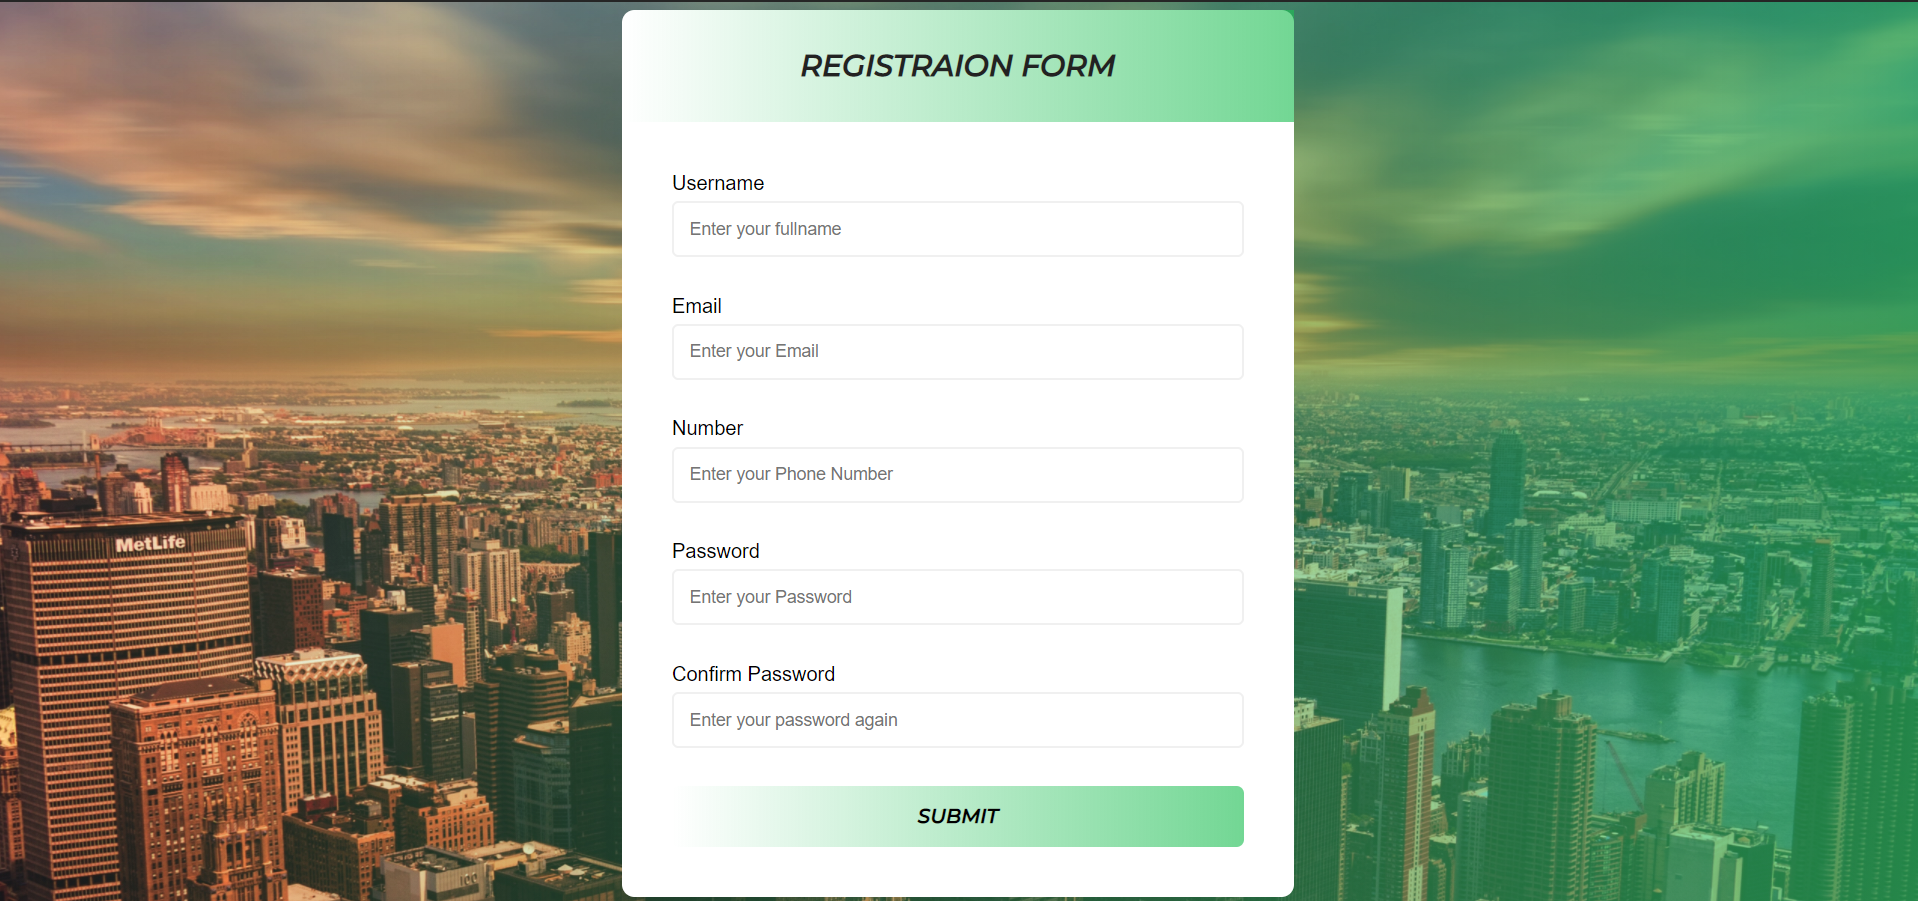 REGISTRAION FORM
Username
Enter your fullname
Email
Enter your Email
Number
Enter your Phone Number
Password
Enter your Password
Confirm Password
Enter your password again
SUBMIT
MetLife